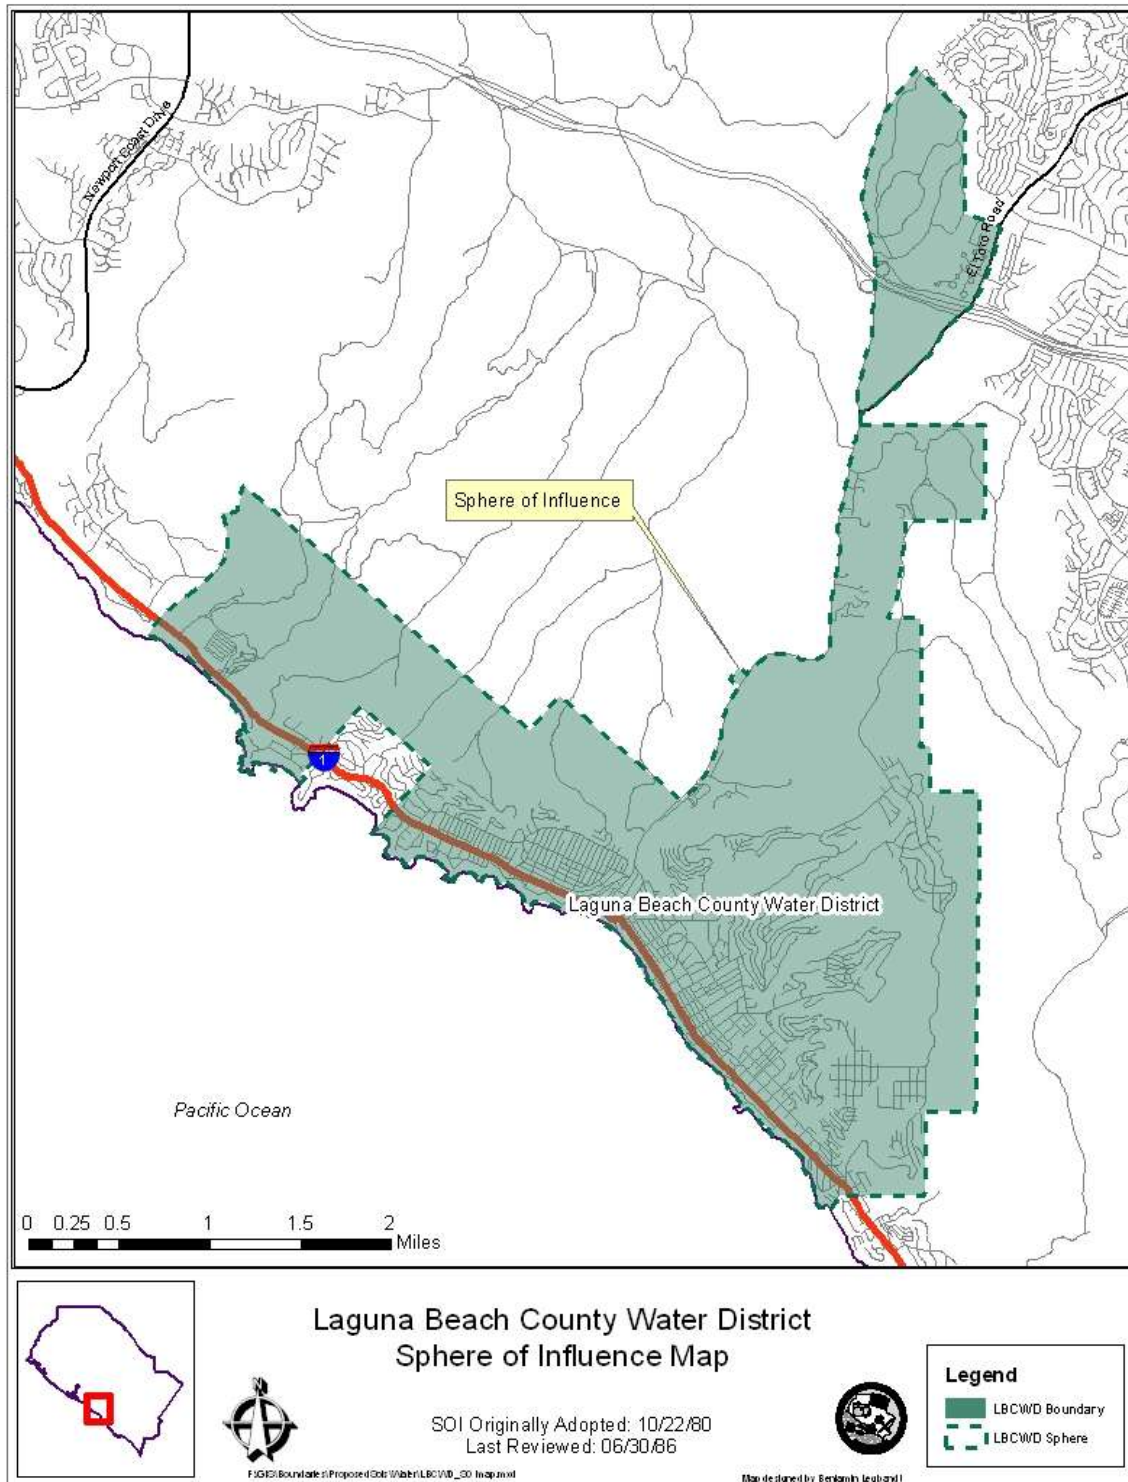 Newport Coast Drive
El Toro Road
Sphere of Influence
1
Laguna Beach County Water District
Pacific Ocean
0 0.25 0.5 1 1.5 2
Miles
Laguna Beach County Water District
Sphere of Influence Map
N
SOI Originally Adopted: 10/22/80
Last Reviewed: 06/30/86
Legend
LBCWD Boundary
LBCWD Sphere
Map designed by Benjamin